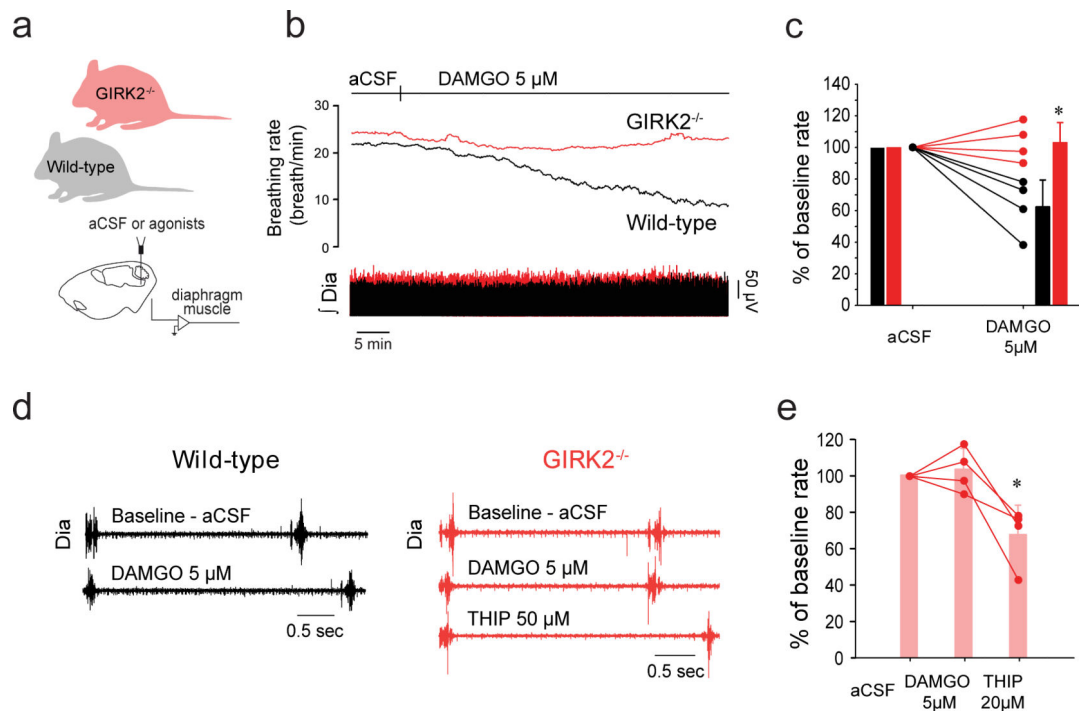 a
GIRK2-/-
Wild-type
aCSF or agonists
diaphragm
muscle
b
aCSF
DAMGO 5 µM
Breathing rate
(breath/min)
30
20
10
0
GIRK2-/-
Wild-type
∫ Dia
50 µV
5 min
c
% of baseline rate
140
120
100
80
60
40
20
0
*
aCSF
DAMGO
5µM
d
Wild-type
Dia
Baseline - aCSF
DAMGO 5 µM
0.5 sec
GIRK2-/-
Dia
Baseline - aCSF
DAMGO 5 µM
THIP 50 µM
0.5 sec
e
% of baseline rate
120
100
80
60
40
20
0
*
aCSF
DAMGO
5µM
THIP
20µM